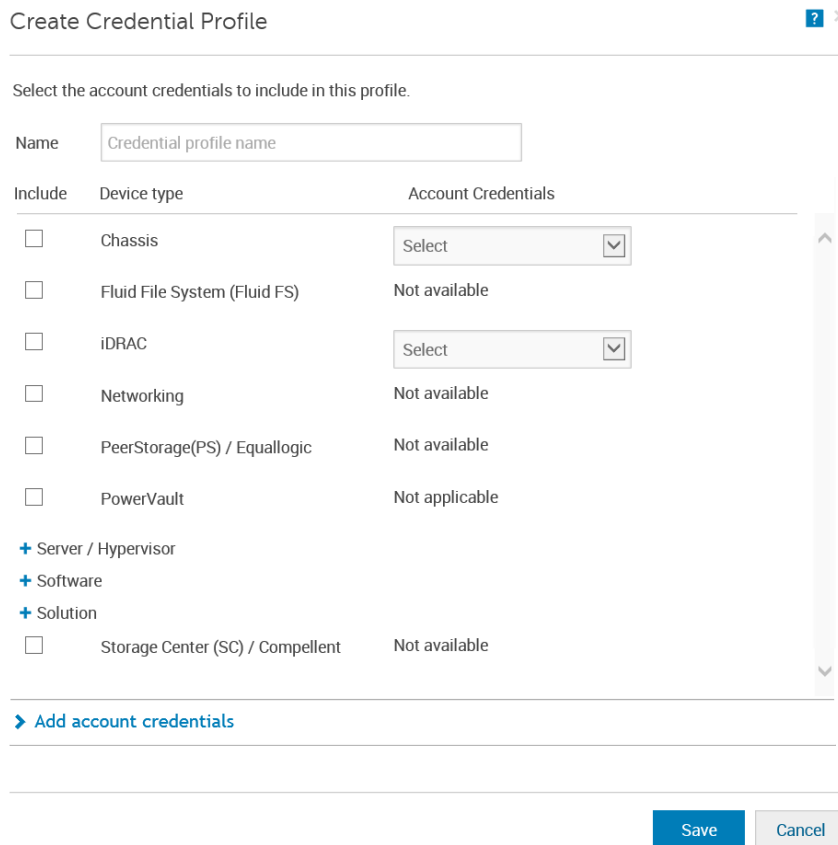 Create Credential Profile ?
Select the account credentials to include in this profile.
Name Credential profile name
Include Device type Account Credentials
Chassis Select
Fluid File System (Fluid FS) Not available
iDRAC Select
Networking Not available
PeerStorage(PS) / Equallogic Not available
PowerVault Not applicable
+ Server / Hypervisor
+ Software
+ Solution
Storage Center (SC) / Compellent Not available
Add account credentials
Save Cancel